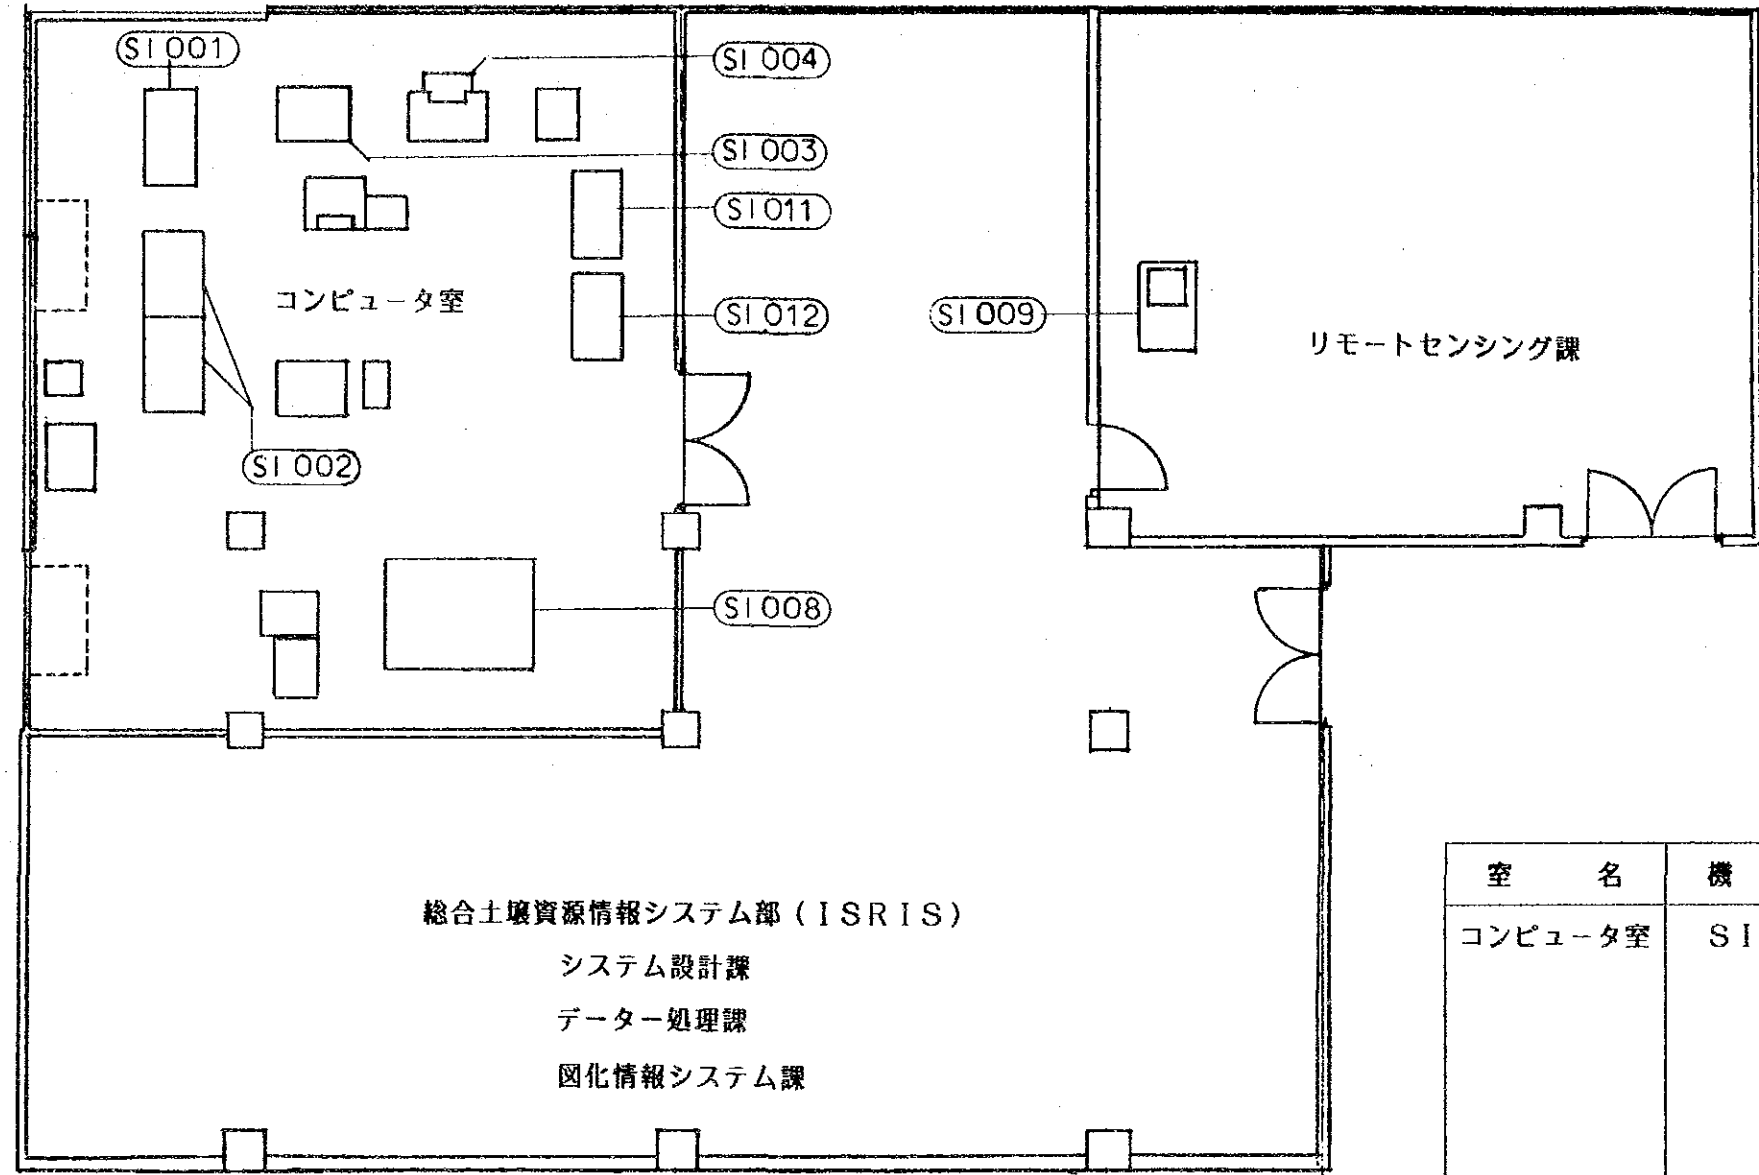 SI 001
SI 004
SI 003
SI 011
コンピュータ室
SI 012
SI 009
リモートセンシング課
SI 002
SI 008
室 名
機
コンピュータ室
SI
総合土壌資源情報システム部 (ISRIS)
システム設計課
データー処理課
図化情報システム課